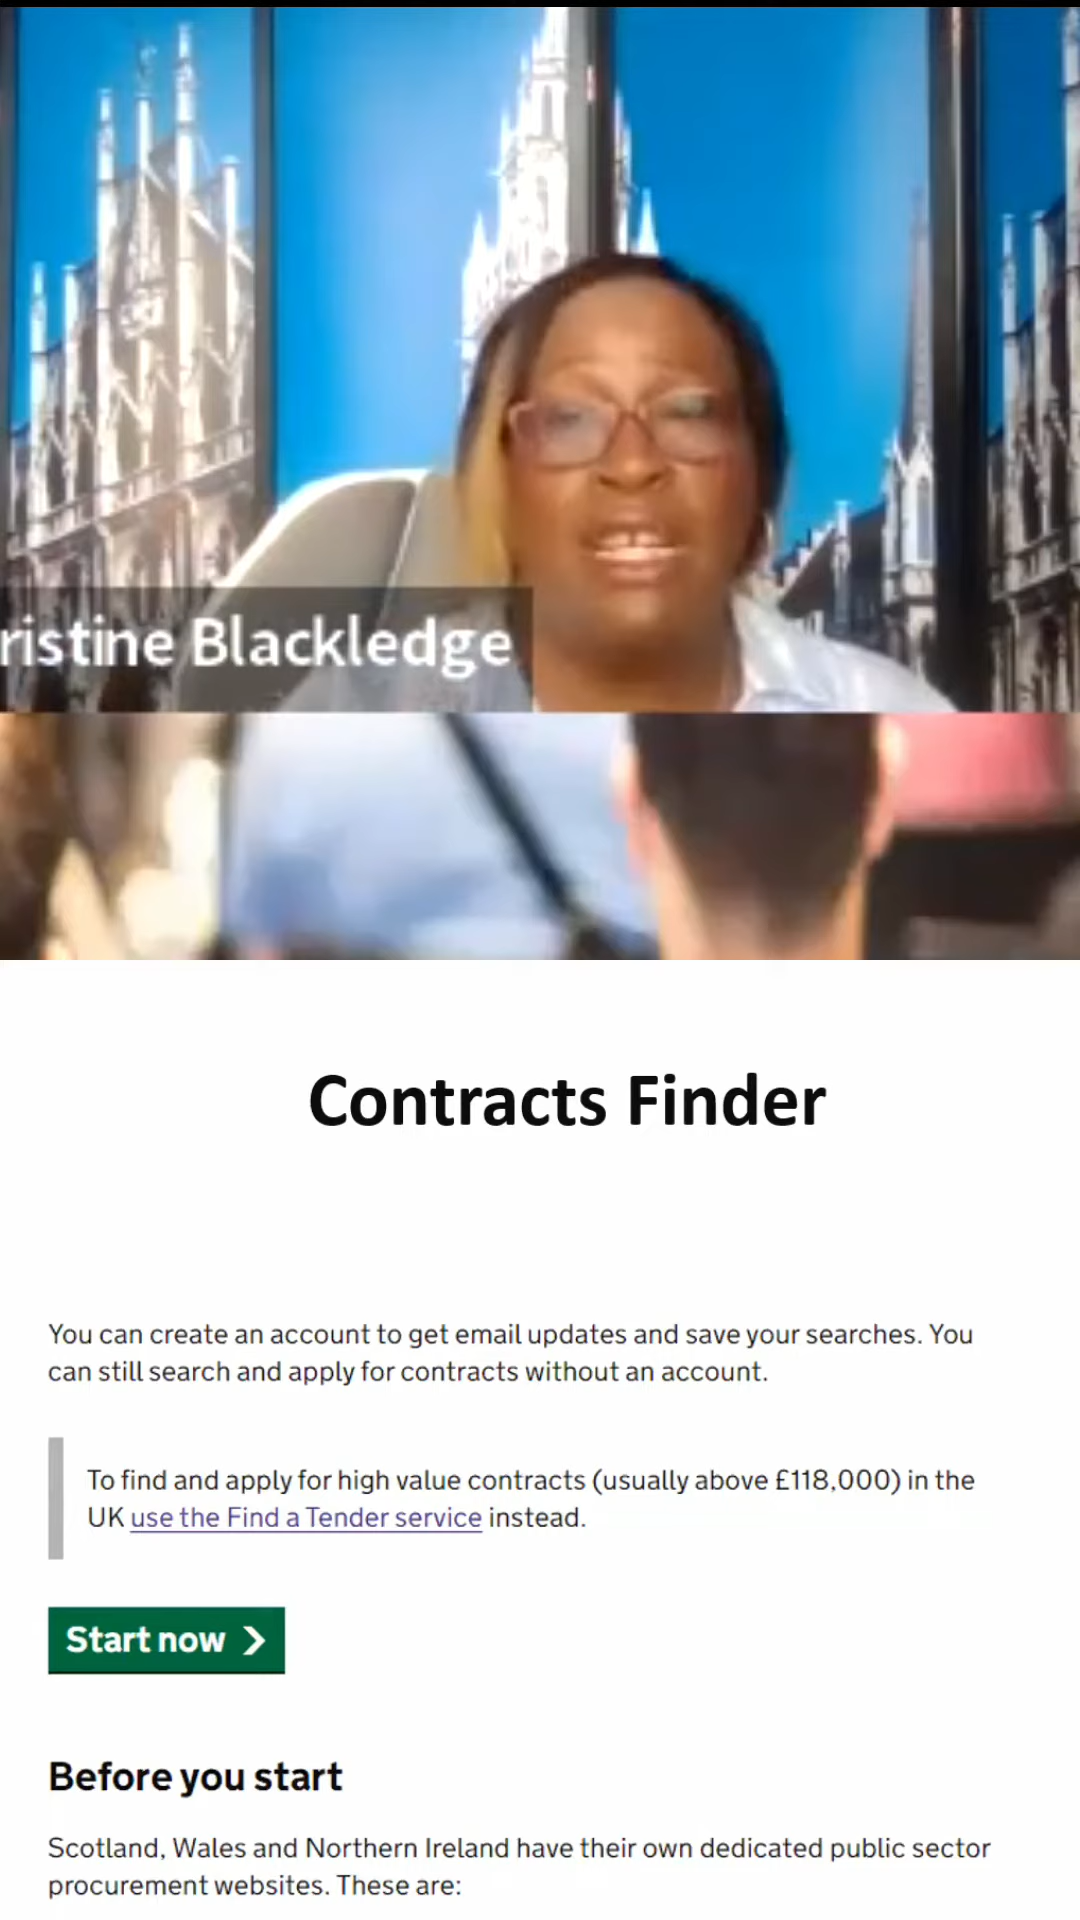 ristine Blackledge
Contracts Finder
You can create an account to get email updates and save your searches. You
can still search and apply for contracts without an account.
To find and apply for high value contracts (usually above £118,000) in the
UK use the Find a Tender service instead.
Start now
Before you start
Scotland, Wales and Northern Ireland have their own dedicated public sector
procurement websites. These are: